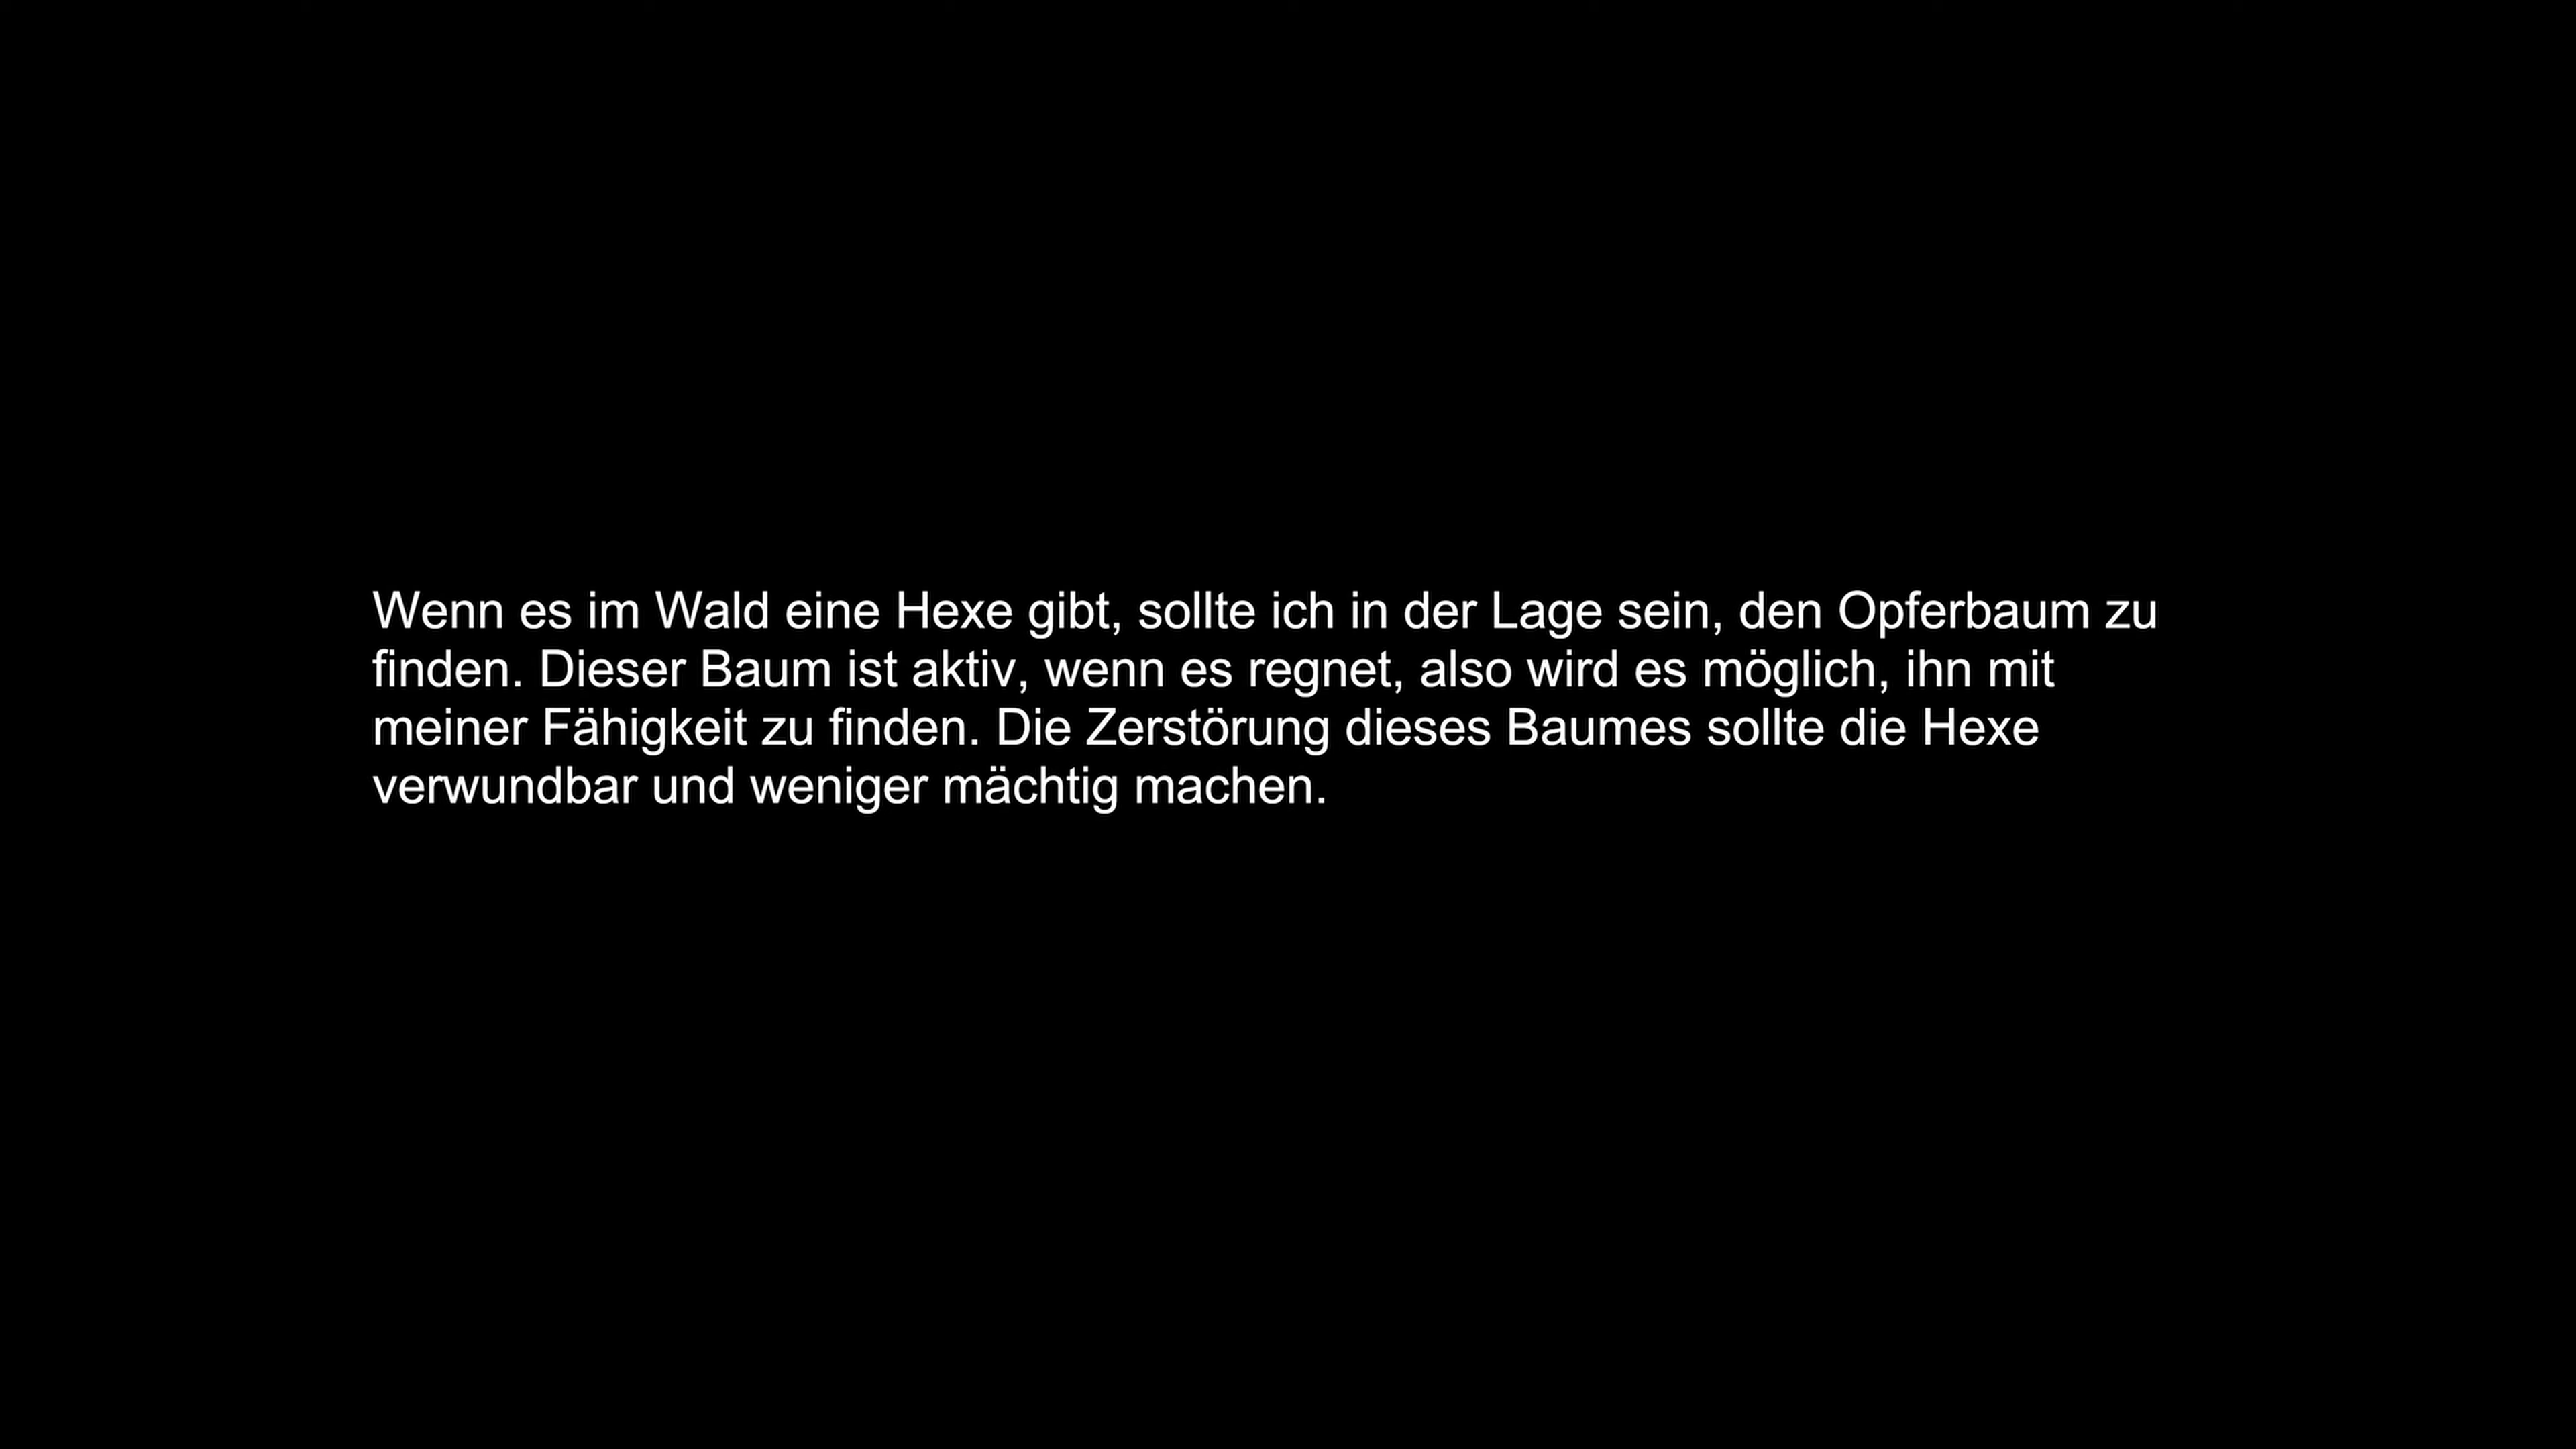 Wenn es im Wald eine Hexe gibt, sollte ich in der Lage sein, den Opferbaum zu
finden. Dieser Baum ist aktiv, wenn es regnet, also wird es möglich, ihn mit
meiner Fähigkeit zu finden. Die Zerstörung dieses Baumes sollte die Hexe
verwundbar und weniger mächtig machen.